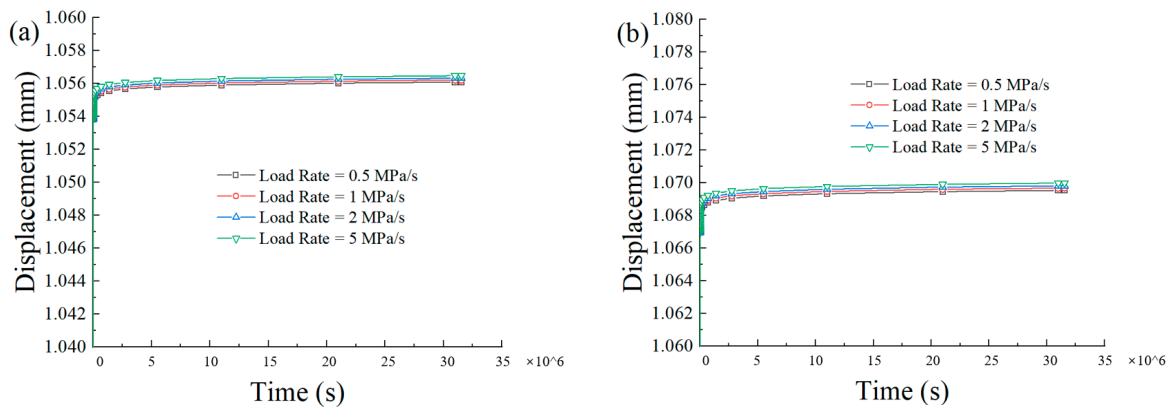 (a)
Displacement (mm)
1.060
1.058
1.056
1.054
1.052
1.050
1.048
1.046
1.044
1.042
1.040
Load Rate = 0.5 MPa/s
Load Rate = 1 MPa/s
Load Rate = 2 MPa/s
Load Rate = 5 MPa/s
0 5 10 15 20 25 30 35 ×10^6
Time (s)
(b)
Displacement (mm)
1.080
1.078
1.076
1.074
1.072
1.070
1.068
1.066
1.064
1.062
1.060
Load Rate = 0.5 MPa/s
Load Rate = 1 MPa/s
Load Rate = 2 MPa/s
Load Rate = 5 MPa/s
0 5 10 15 20 25 30 35 ×10^6
Time (s)